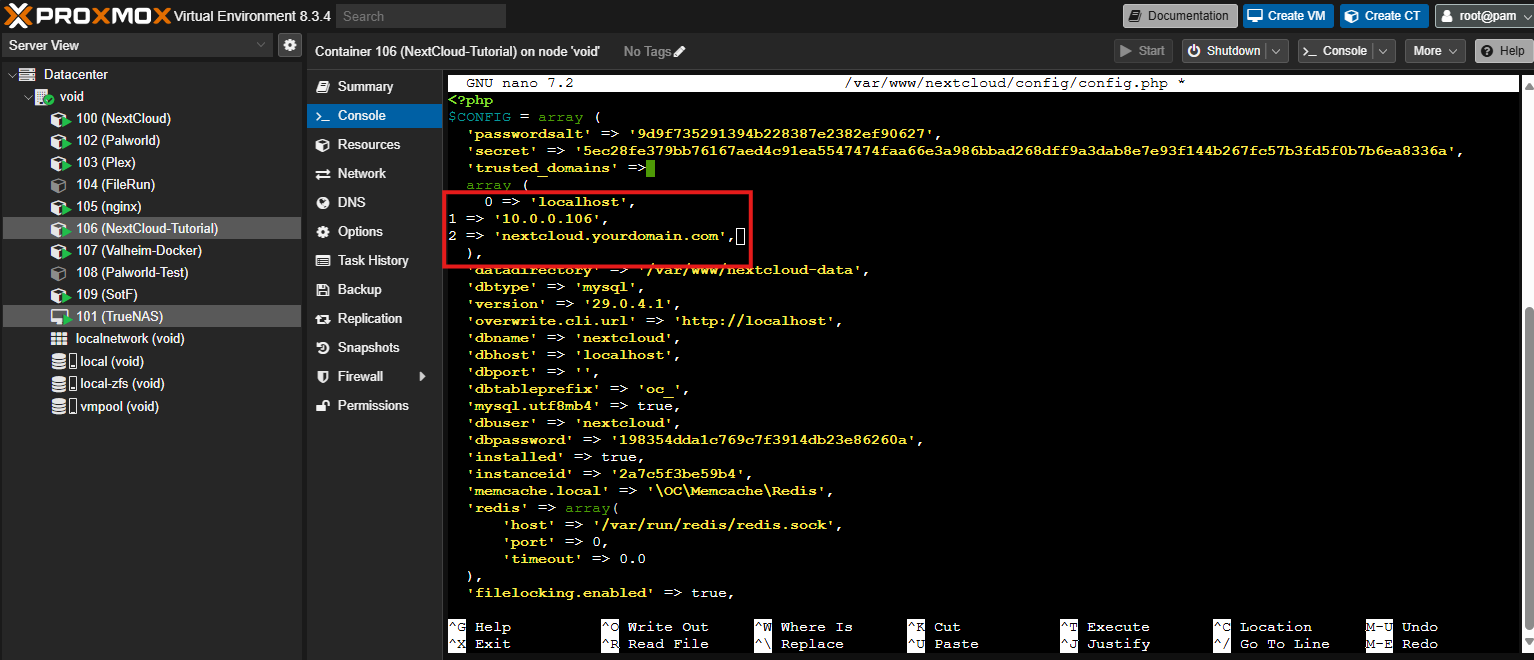 PROXMOX Virtual Environment 8.3.4 Search Documentation Create VM Create CT root@pam
Server View
Container 106 (NextCloud-Tutorial) on node 'void' No Tags Start Shutdown Console More Help
Datacenter
void
100 (NextCloud)
102 (Palworld)
103 (Plex)
104 (FileRun)
105 (nginx)
106 (NextCloud-Tutorial)
107 (Valheim-Docker)
108 (Palworld-Test)
109 (SotF)
101 (TrueNAS)
localnetwork (void)
local (void)
local-zfs (void)
vmpool (void)
Summary
Console
Resources
Network
DNS
Options
Task History
Backup
Replication
Snapshots
Firewall
Permissions
GNU nano 7.2 /var/www/nextcloud/config/config.php *
<?php
$CONFIG = array (
'passwordsalt' => '9d9f735291394b228387e2382ef90627',
'secret' => '5ec28fe379bb76167aed4c91ea5547474faa66e3a986bbad268dff9a3dab8e7e93f144b267fc57b3fd5f0b7b6ea8336a',
'trusted_domains' =>
array (
0 => 'localhost',
1 => '10.0.0.106',
2 => 'nextcloud.yourdomain.com',
),
'datadirectory' => '/var/www/nextcloud-data',
'dbtype' => 'mysql',
'version' => '29.0.4.1',
'overwrite.cli.url' => 'http://localhost',
'dbname' => 'nextcloud',
'dbhost' => 'localhost',
'dbport' => '',
'dbtableprefix' => 'oc_',
'mysql.utf8mb4' => true,
'dbuser' => 'nextcloud',
'dbpassword' => '198354dda1c769c7f3914db23e86260a',
'installed' => true,
'instanceid' => '2a7c5f3be59b4',
'memcache.local' => '\OC\Memcache\Redis',
'redis' => array(
'host' => '/var/run/redis/redis.sock',
'port' => 0,
'timeout' => 0.0
),
'filelocking.enabled' => true,
^G Help ^O Write Out ^W Where Is ^K Cut ^T Execute ^C Location M-U Undo
^X Exit ^R Read File ^\ Replace ^U Paste ^J Justify ^/ Go To Line M-E Redo